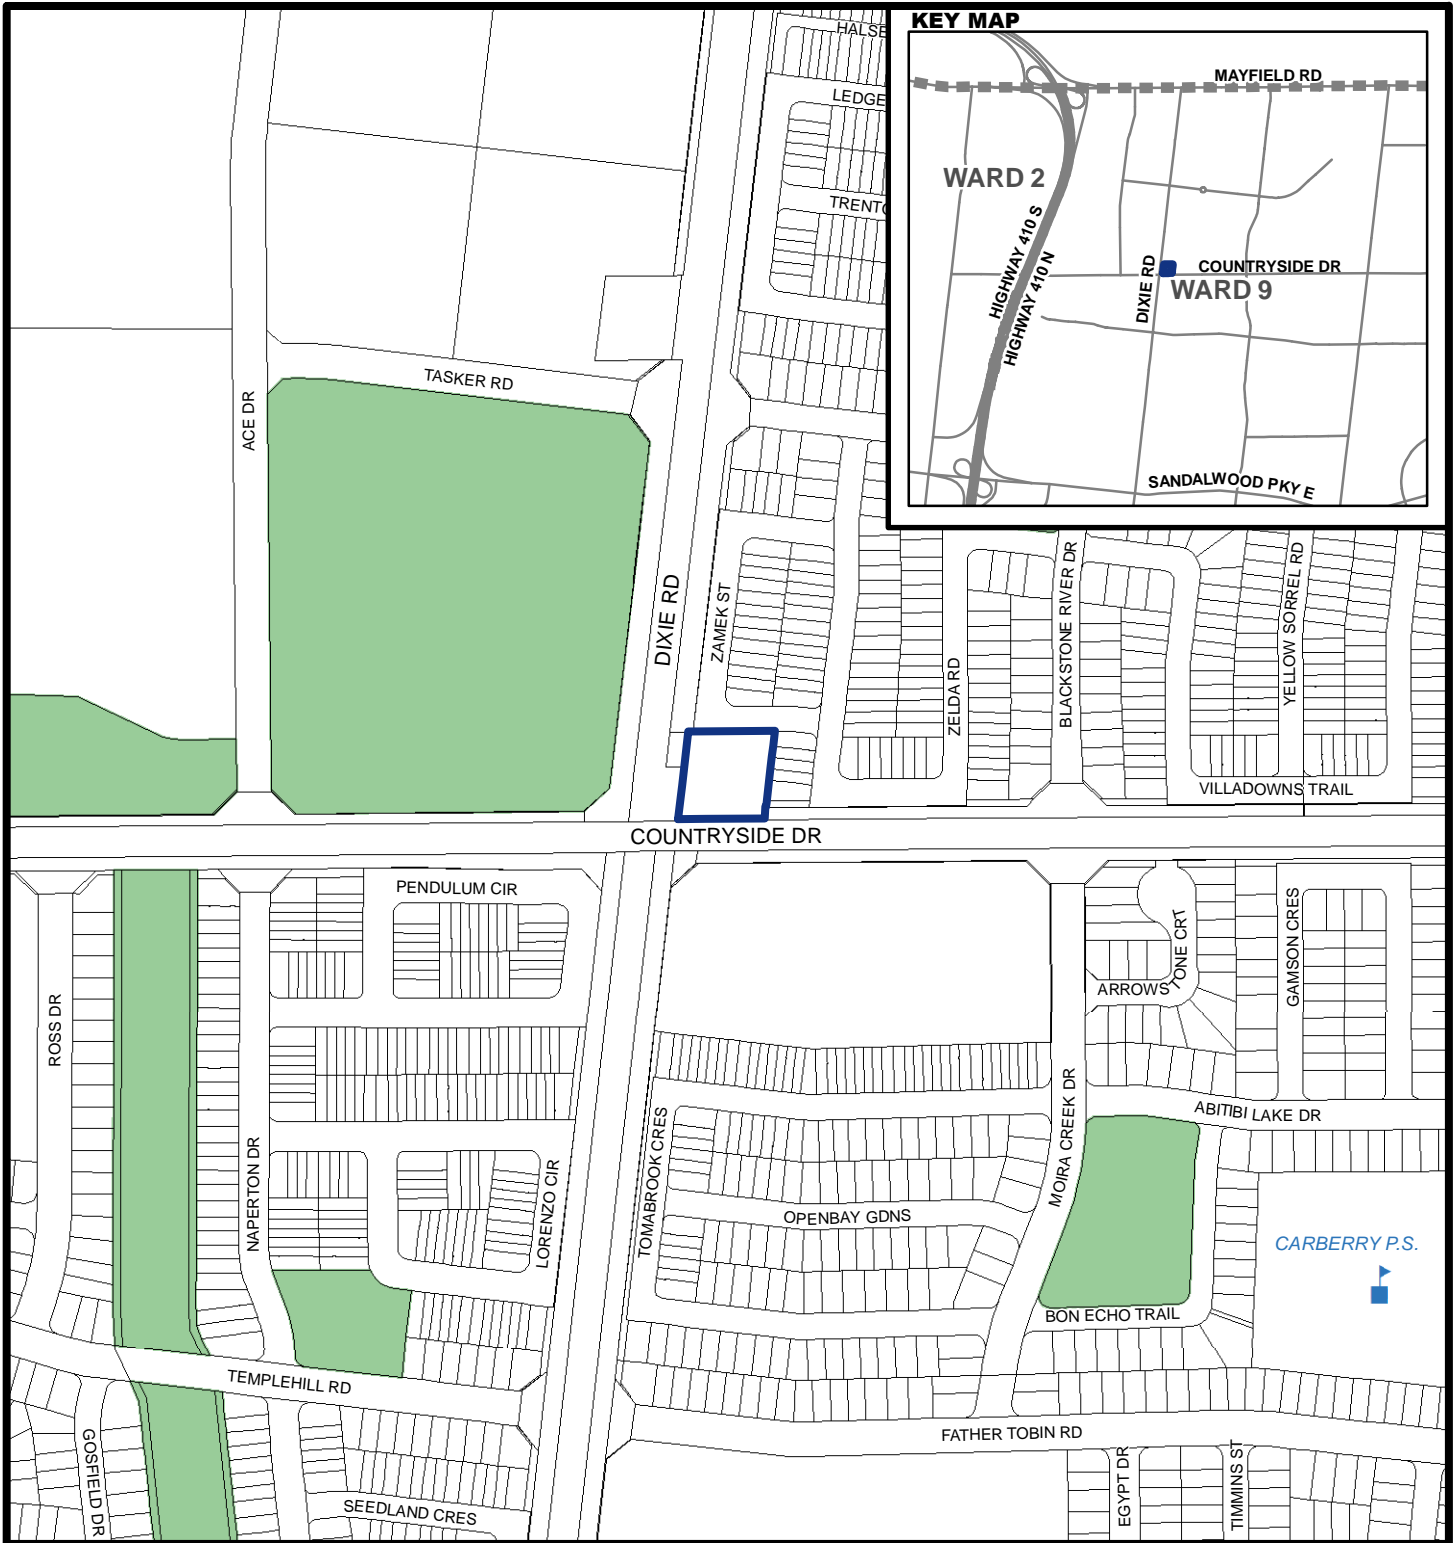 KEY MAP
HALSE
LEDGE
TRENTO
MAYFIELD RD
WARD 2
HIGHWAY 410 S
HIGHWAY 410 N
DIXIE RD
COUNTRYSIDE DR
WARD 9
SANDALWOOD PKY E
TASKER RD
ACE DR
DIXIE RD
ZAMEK ST
ZELDA RD
BLACKSTONE RIVER DR
YELLOW SORREL RD
VILLADOWNS TRAIL
COUNTRYSIDE DR
PENDULUM CIR
ROSS DR
NAPERTON DR
LORENZO CIR
TOMABROOK CRES
MOIRA CREEK DR
ARROWSTONE CRT
GAMSON CRES
ABITIBI LAKE DR
OPENBAY GDNS
CARBERRY P.S.
BON ECHO TRAIL
TEMPLEHILL RD
FATHER TOBIN RD
GOSFIELD DR
SEEDLAND CRES
EGYPT DR
TIMMINS ST